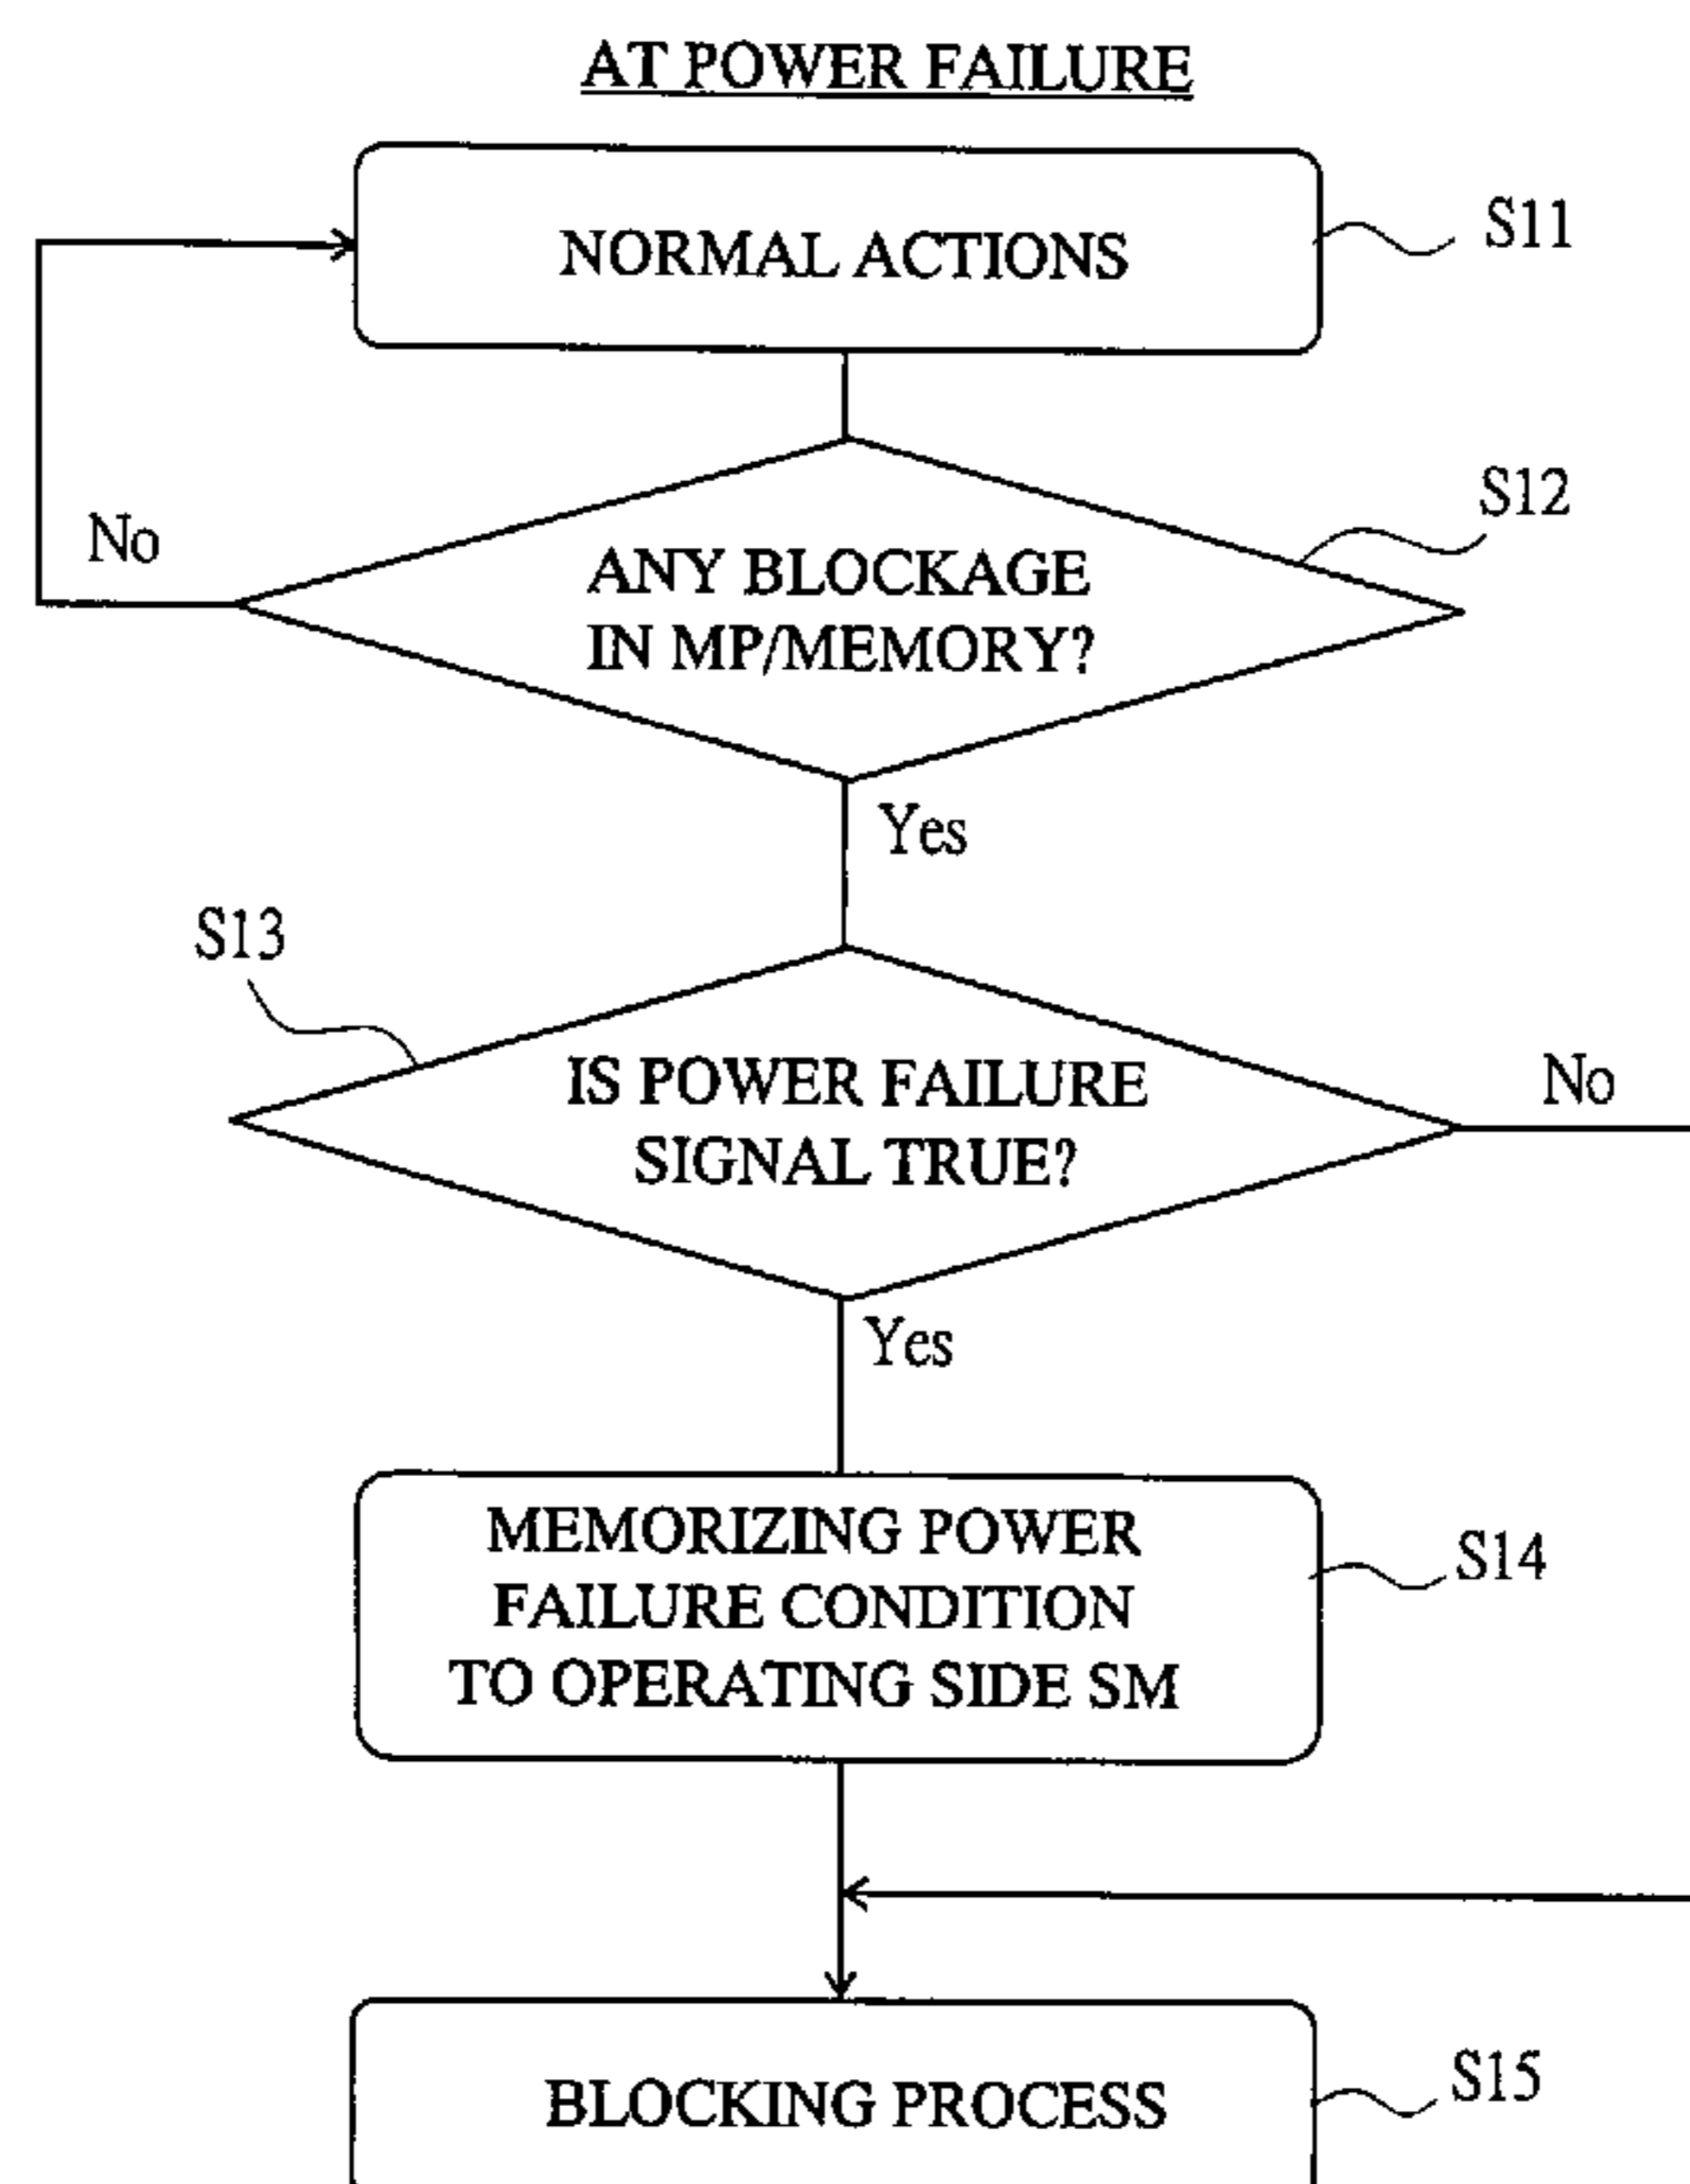 AT POWER FAILURE
NORMAL ACTIONS
S11
No
ANY BLOCKAGE
IN MP/MEMORY?
S12
Yes
S13
IS POWER FAILURE
SIGNAL TRUE?
No
Yes
MEMORIZING POWER
FAILURE CONDITION
TO OPERATING SIDE SM
S14
BLOCKING PROCESS
S15